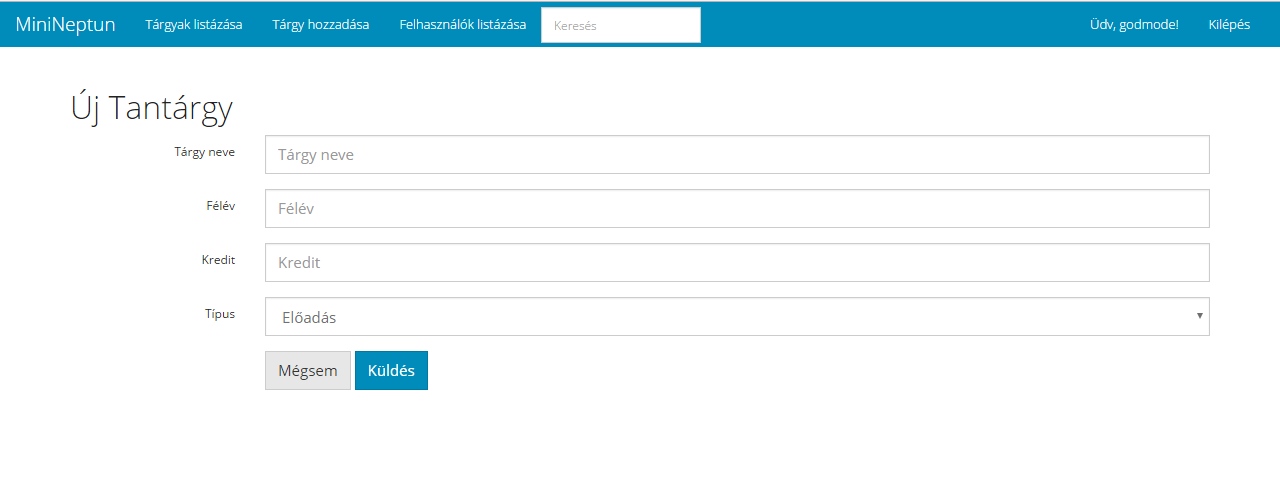 MiniNeptun Tárgyak listázása Tárgy hozzadása Felhasználók listázása Keresés Üdv, godmode! Kilépés
Új Tantárgy
Tárgy neve Tárgy neve
Félév Félév
Kredit Kredit
Típus Előadás
Mégsem Küldés